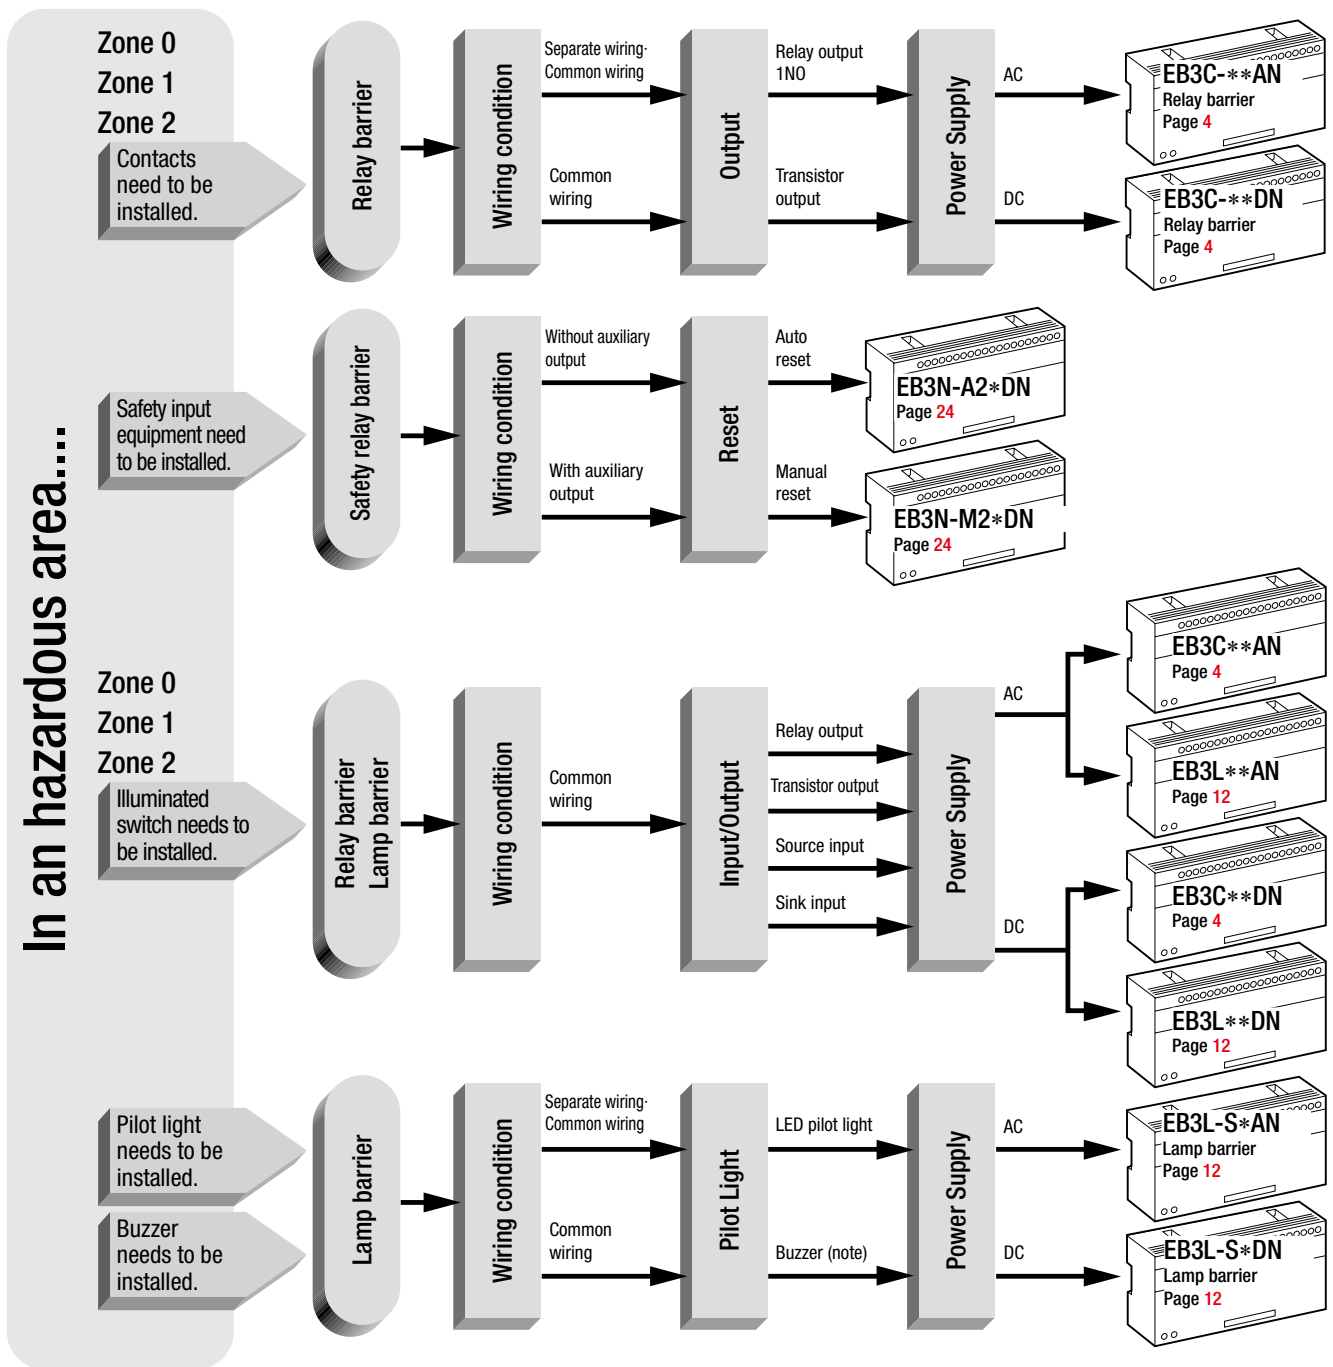 In an hazardous area....
Zone 0
Zone 1
Zone 2
Contacts
need to be
installed.
Relay barrier
Wiring condition
Separate wiring·
Common wiring
Common
wiring
Output
Relay output
1NO
Transistor
output
Power Supply
AC
DC
EB3C-**AN
Relay barrier
Page 4
EB3C-**DN
Relay barrier
Page 4
Safety input
equipment need
to be installed.
Safety relay barrier
Wiring condition
Without auxiliary
output
With auxiliary
output
Reset
Auto
reset
Manual
reset
EB3N-A2*DN
Page 24
EB3N-M2*DN
Page 24
Zone 0
Zone 1
Zone 2
Illuminated
switch needs to
be installed.
Relay barrier
Lamp barrier
Wiring condition
Common
wiring
Input/Output
Relay output
Transistor output
Source input
Sink input
Power Supply
AC
DC
EB3C**AN
Page 4
EB3L**AN
Page 12
EB3C**DN
Page 4
EB3L**DN
Page 12
Pilot light
needs to be
installed.
Buzzer
needs to be
installed.
Lamp barrier
Wiring condition
Separate wiring·
Common wiring
Common
wiring
Pilot Light
LED pilot light
Buzzer (note)
Power Supply
AC
DC
EB3L-S*AN
Lamp barrier
Page 12
EB3L-S*DN
Lamp barrier
Page 12